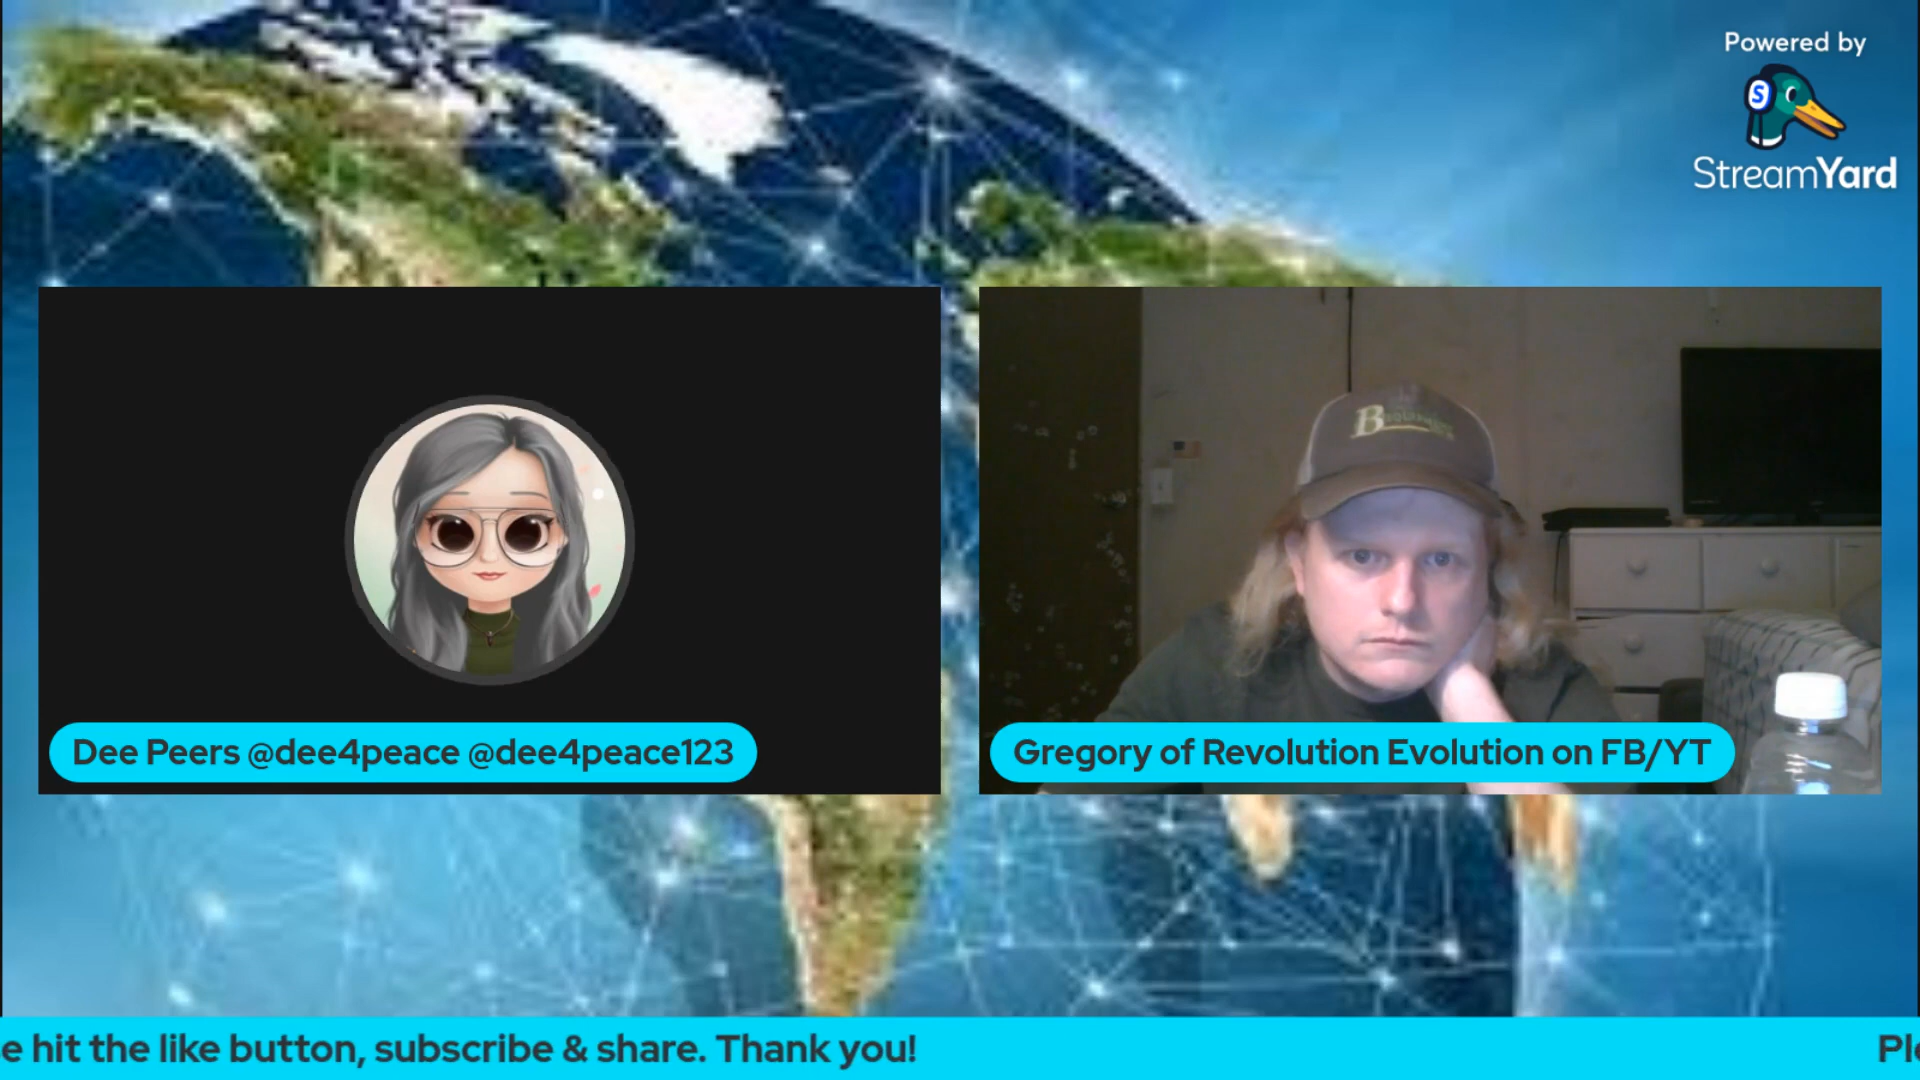 Powered by
S
StreamYard
B
Dee Peers @dee4peace @dee4peace123
Gregory of Revolution Evolution on FB/YT
e hit the like button, subscribe & share. Thank you!
Ple